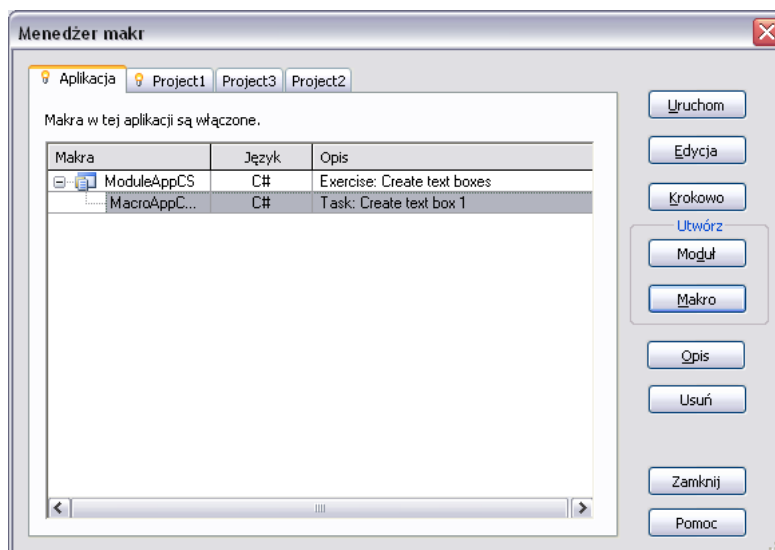 Menedżer makr
Aplikacja Project1 Project3 Project2
Makra w tej aplikacji są włączone.
Makra Język Opis
ModuleAppCS C# Exercise: Create text boxes
MacroAppC... C# Task: Create text box 1
Uruchom
Edycja
Krokowo
Utwórz
Moduł
Makro
Opis
Usuń
Zamknij
Pomoc